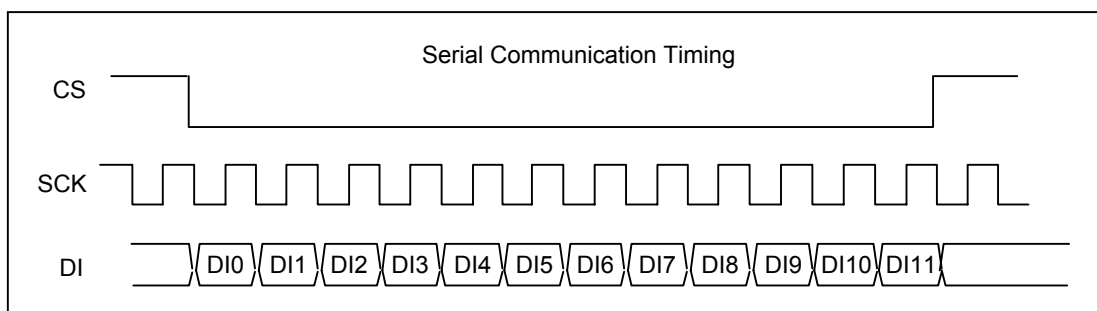 Serial Communication Timing
CS
SCK
DI DI0 DI1 DI2 DI3 DI4 DI5 DI6 DI7 DI8 DI9 DI10 DI11